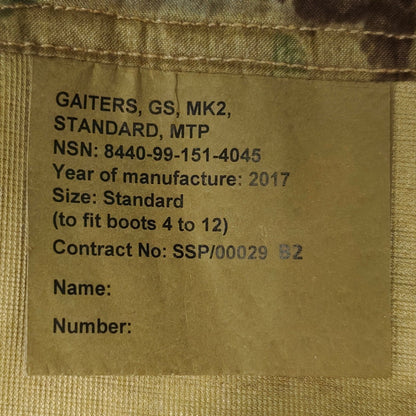 GAITERS, GS, MK2,
STANDARD, MTP
NSN: 8440-99-151-4045
Year of manufacture: 2017
Size: Standard
(to fit boots 4 to 12)
Contract No: SSP/00029 B2
Name:
Number: